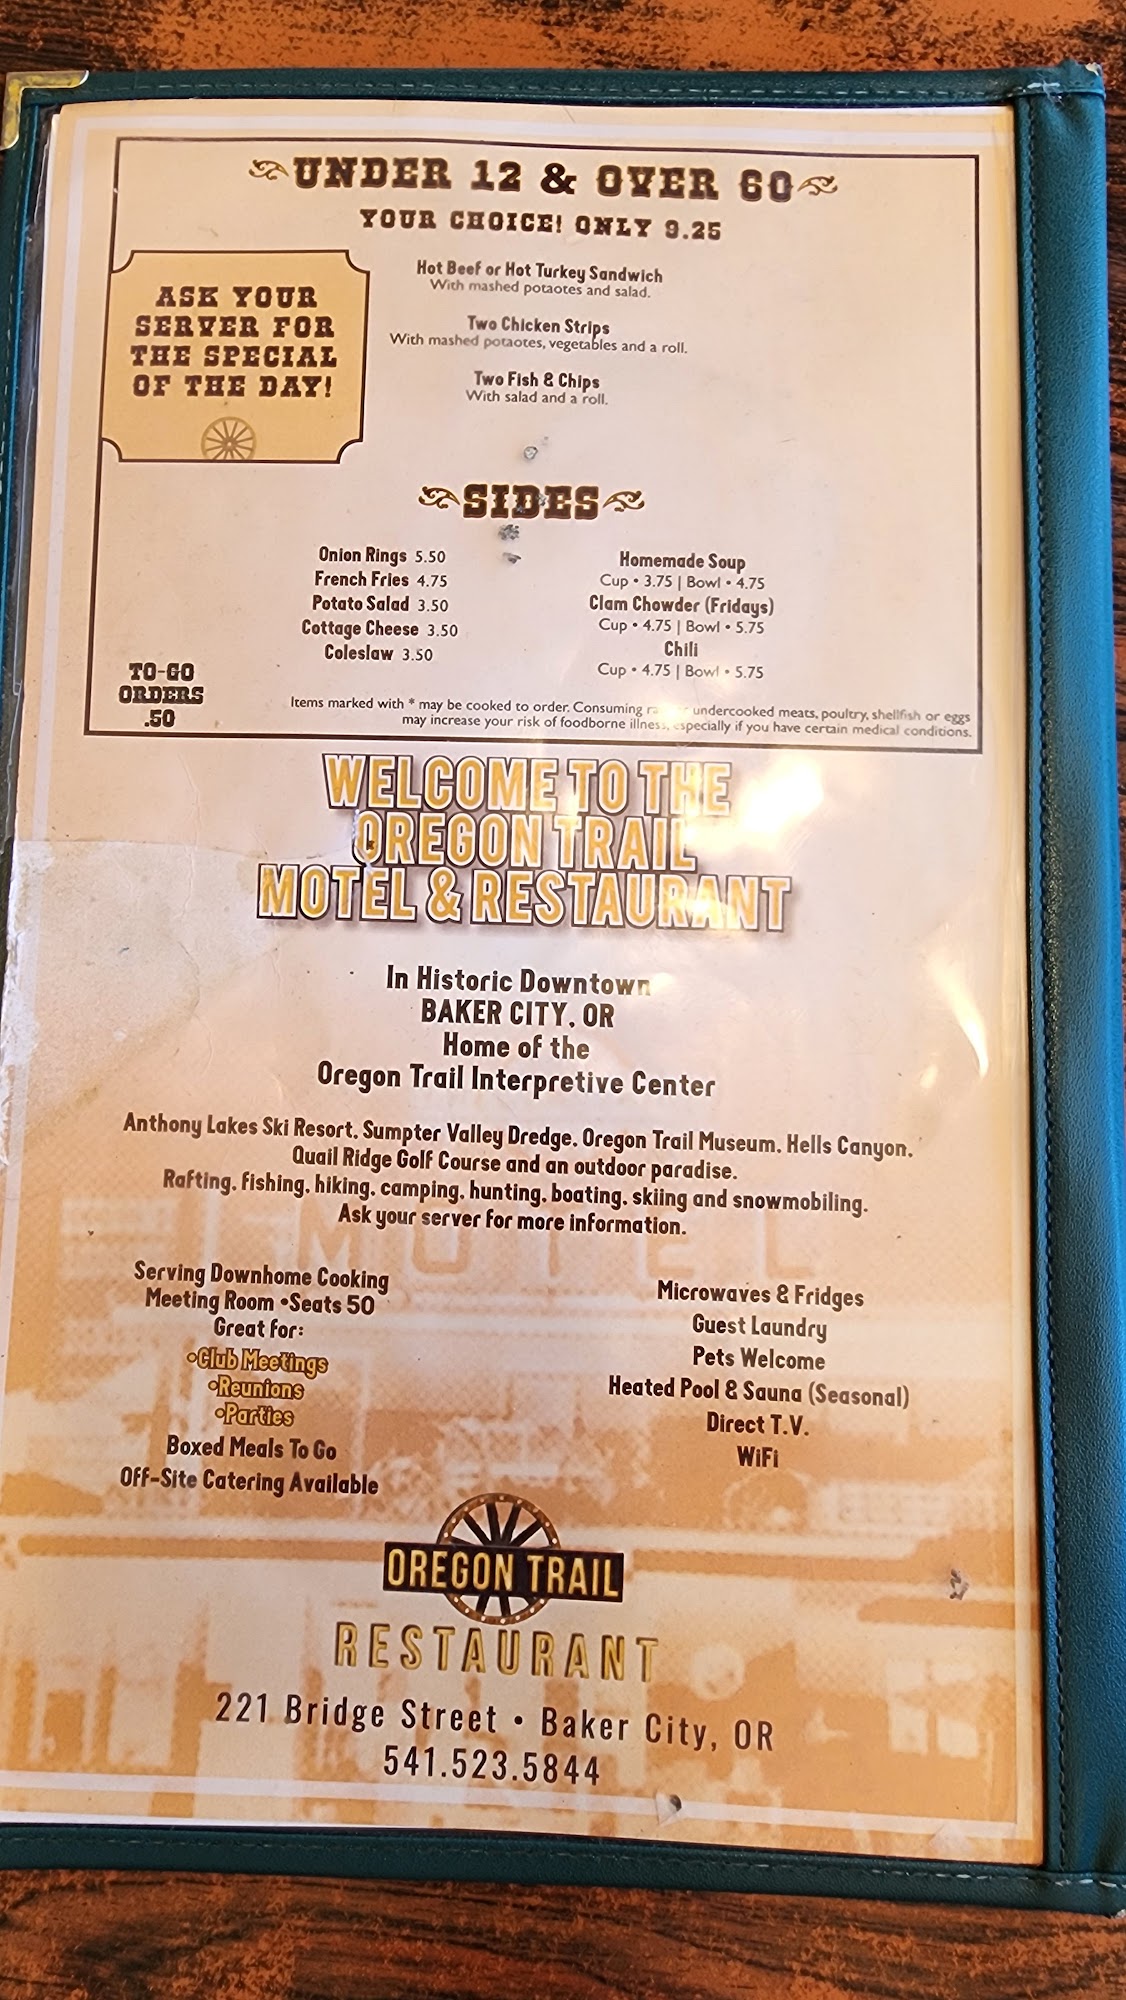 UNDER 12 & OVER 60
YOUR CHOICE! ONLY 9.25
ASK YOUR
SERVER FOR
THE SPECIAL
OF THE DAY!
Hot Beef or Hot Turkey Sandwich
With mashed potaotes and salad.
Two Chicken Strips
With mashed potaotes, vegetables and a roll.
Two Fish & Chips
With salad and a roll.
SIDES
Onion Rings 5.50
French Fries 4.75
Potato Salad 3.50
Cottage Cheese 3.50
Coleslaw 3.50
Homemade Soup
Cup • 3.75 | Bowl • 4.75
Clam Chowder (Fridays)
Cup • 4.75 | Bowl • 5.75
Chili
Cup • 4.75 | Bowl • 5.75
TO-GO
ORDERS
.50
Items marked with * may be cooked to order. Consuming undercooked meats, poultry, shellfish or eggs
may increase your risk of foodborne illness, especially if you have certain medical conditions.
WELCOME TO THE
OREGON TRAIL
MOTEL & RESTAURANT
In Historic Downtown
BAKER CITY, OR
Home of the
Oregon Trail Interpretive Center
Anthony Lakes Ski Resort, Sumpter Valley Dredge, Oregon Trail Museum, Hells Canyon,
Quail Ridge Golf Course and an outdoor paradise.
Rafting, fishing, hiking, camping, hunting, boating, skiing and snowmobiling.
Ask your server for more information.
MOTEL
Serving Downhome Cooking
Meeting Room •Seats 50
Great for:
•Club Meetings
•Reunions
•Parties
Boxed Meals To Go
Off-Site Catering Available
Microwaves & Fridges
Guest Laundry
Pets Welcome
Heated Pool & Sauna (Seasonal)
Direct T.V.
WiFi
OREGON TRAIL
RESTAURANT
221 Bridge Street • Baker City, OR
541.523.5844